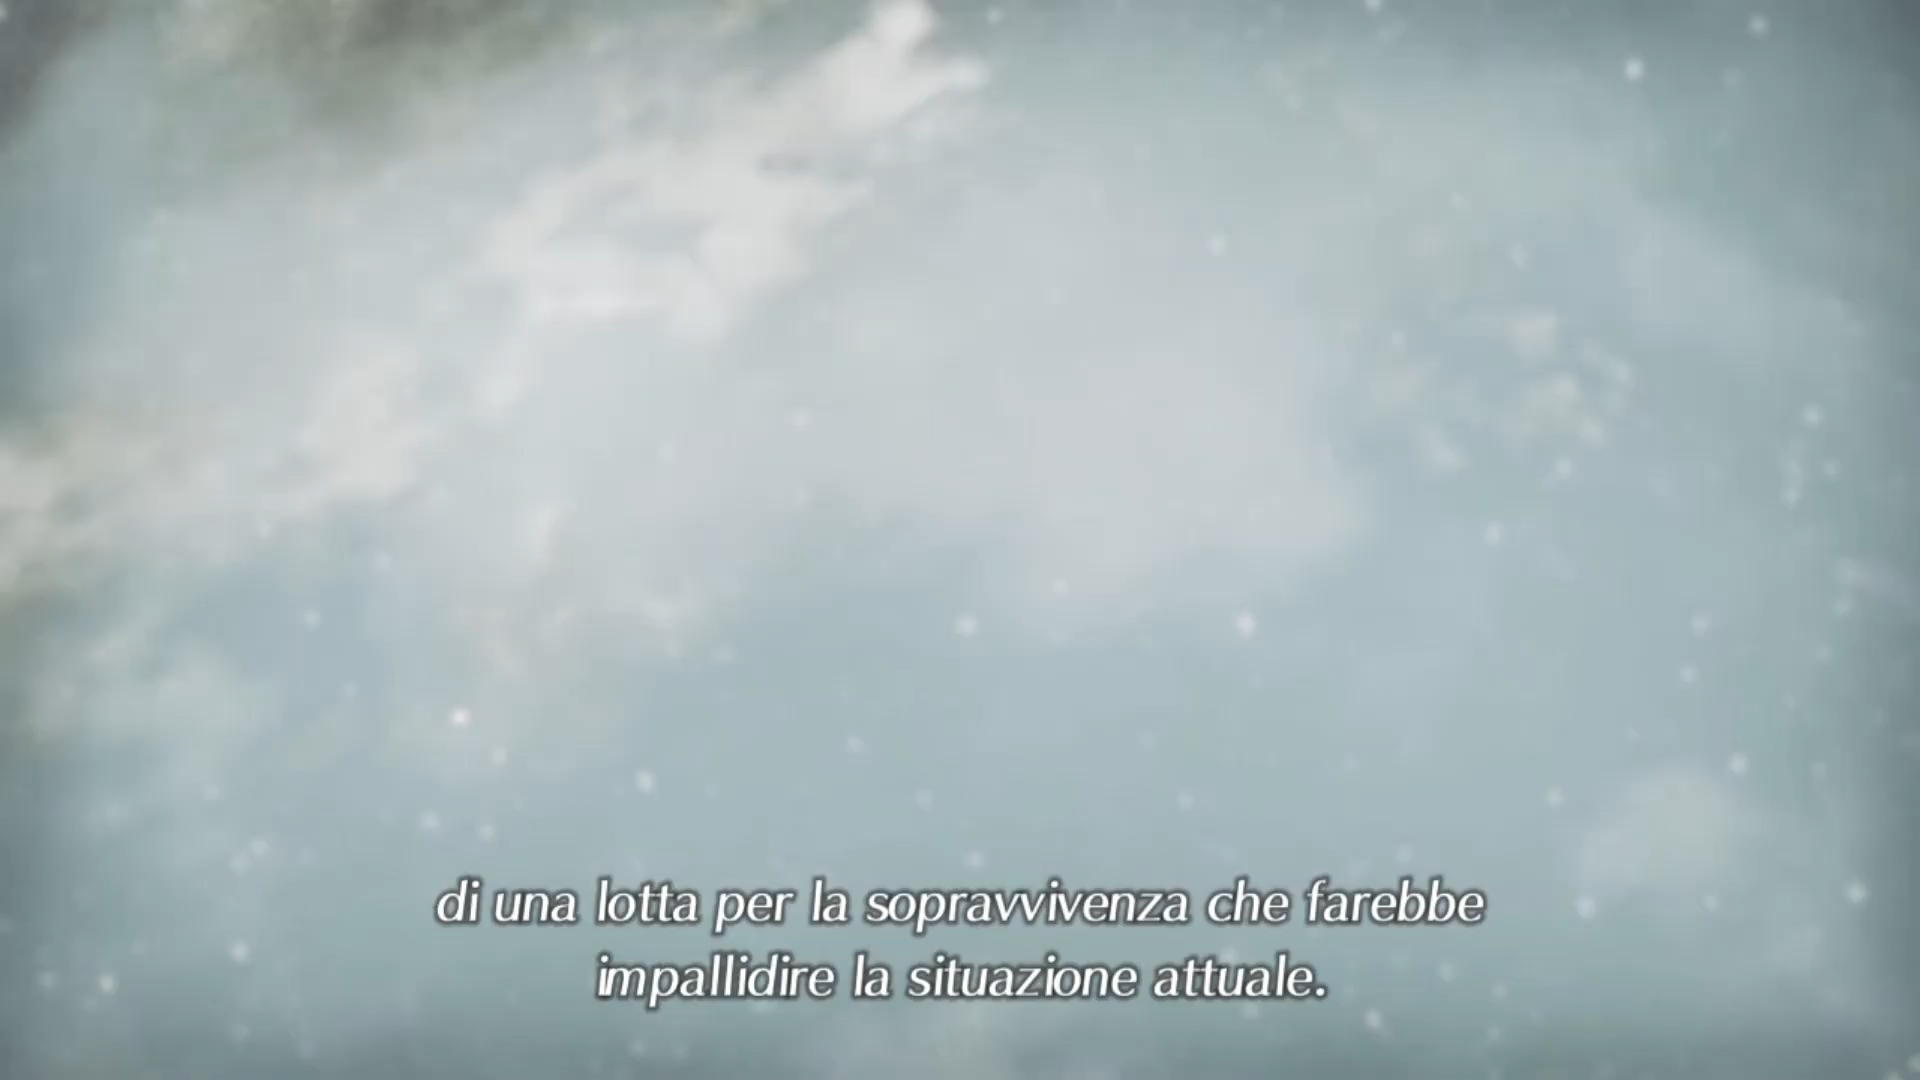 di una lotta per la sopravvivenza che farebbe
impallidire la situazione attuale.